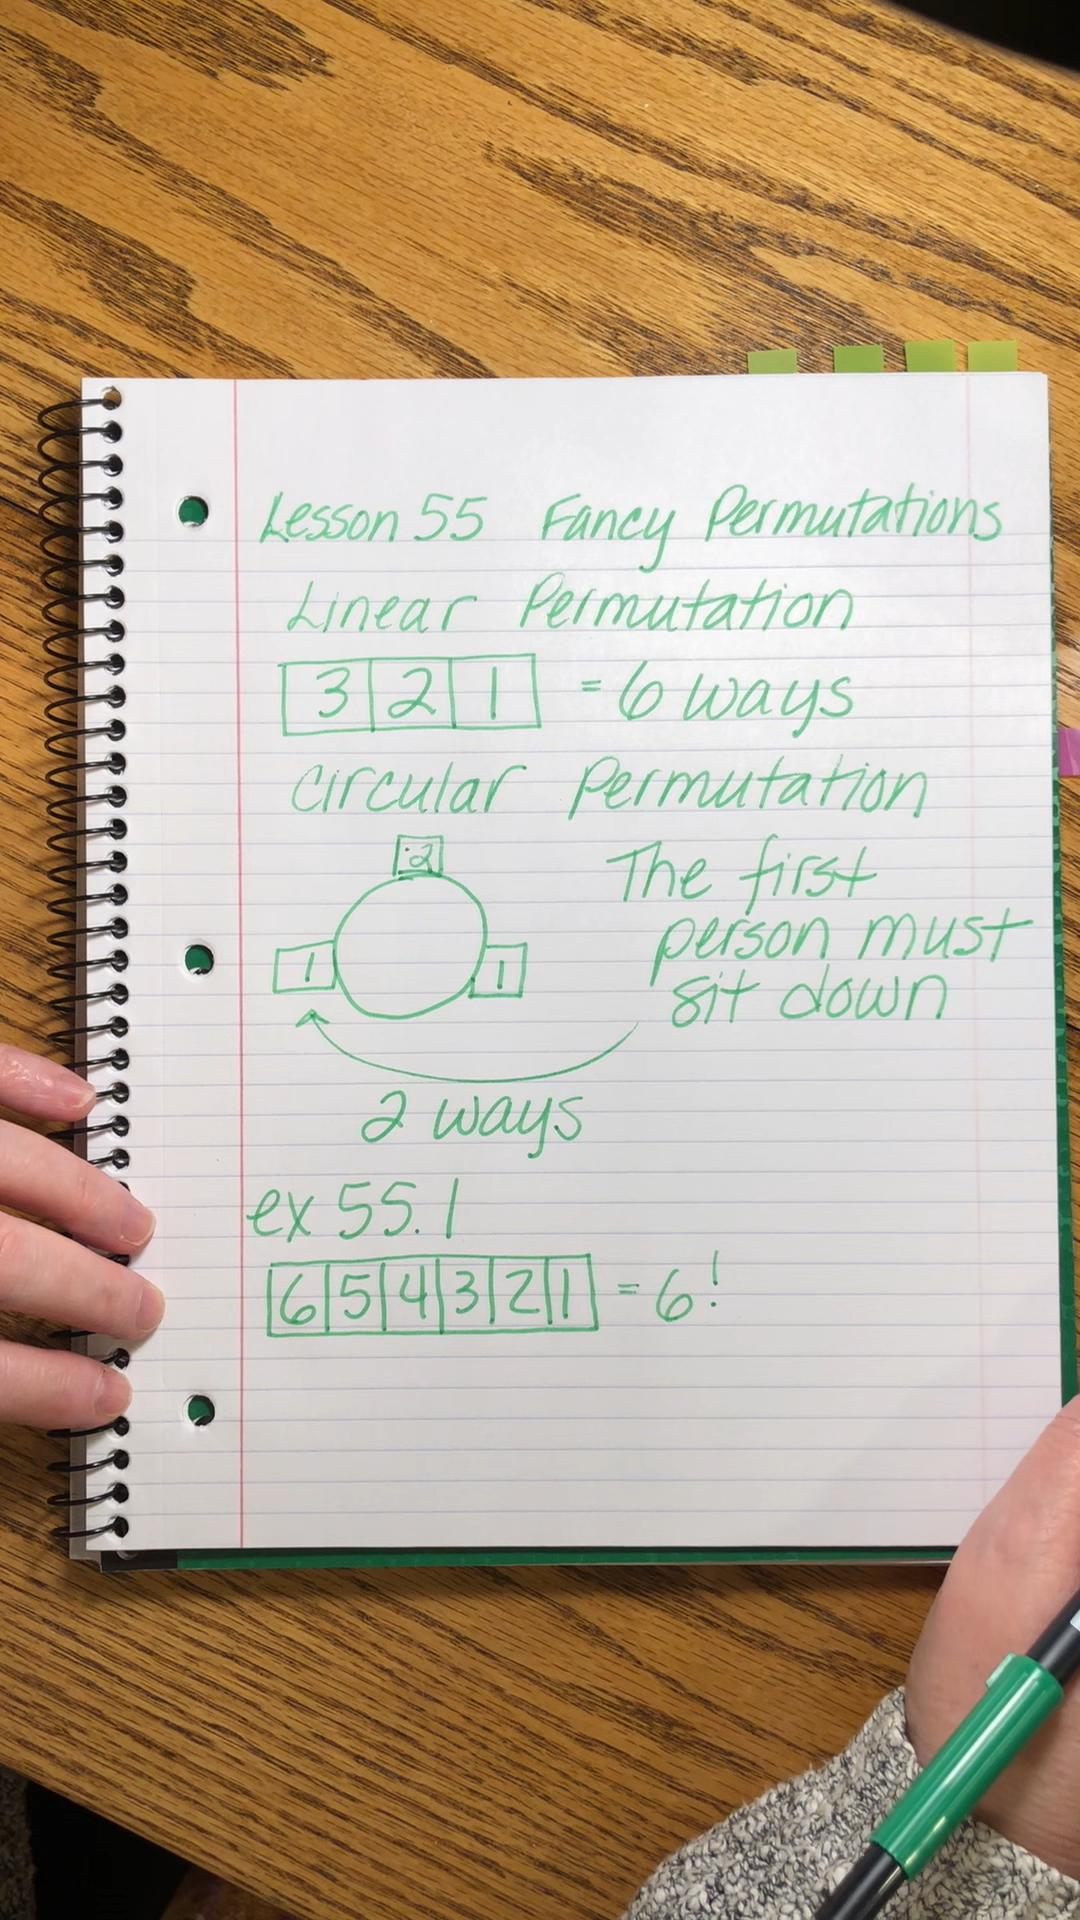 Lesson 55 Fancy Permutations
Linear Permutation
3 2 1 = 6 ways
Circular Permutation
2
The first
person must
1 1
sit down
2 ways
ex 55.1
6 5 4 3 2 1 = 6!